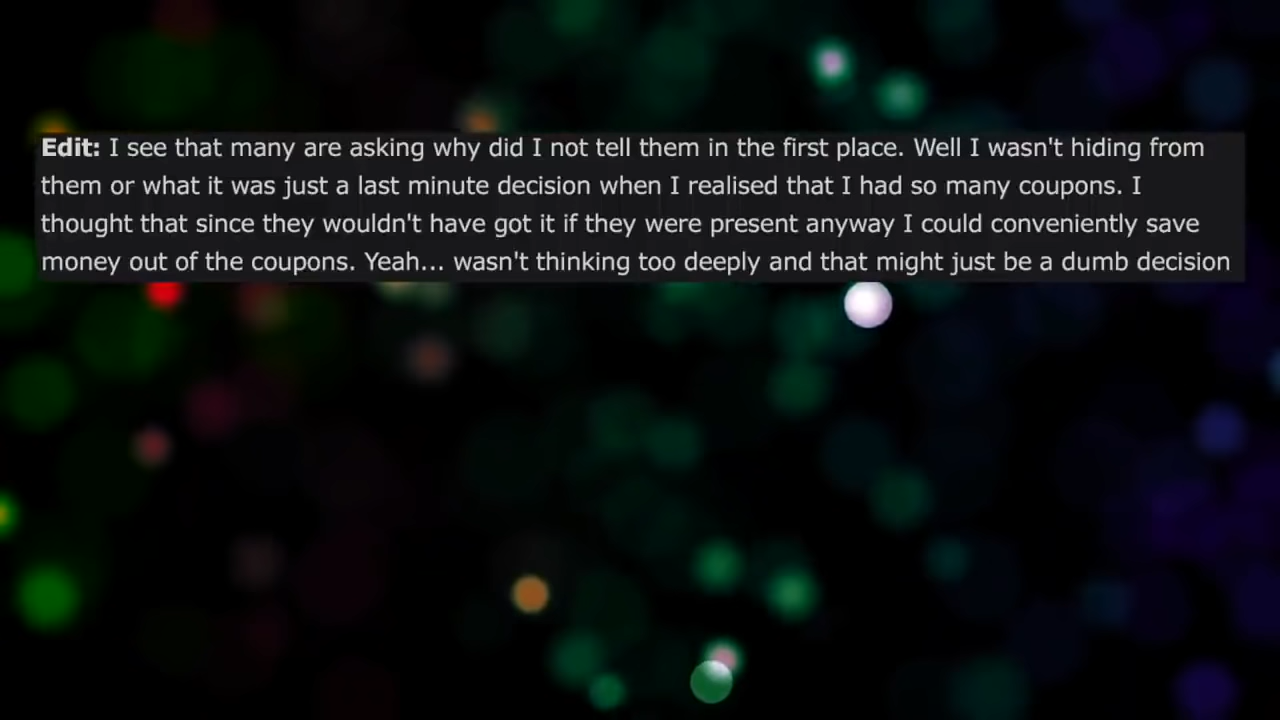 Edit: I see that many are asking why did I not tell them in the first place. Well I wasn't hiding from
them or what it was just a last minute decision when I realised that I had so many coupons. I
thought that since they wouldn't have got it if they were present anyway I could conveniently save
money out of the coupons. Yeah... wasn't thinking too deeply and that might just be a dumb decision